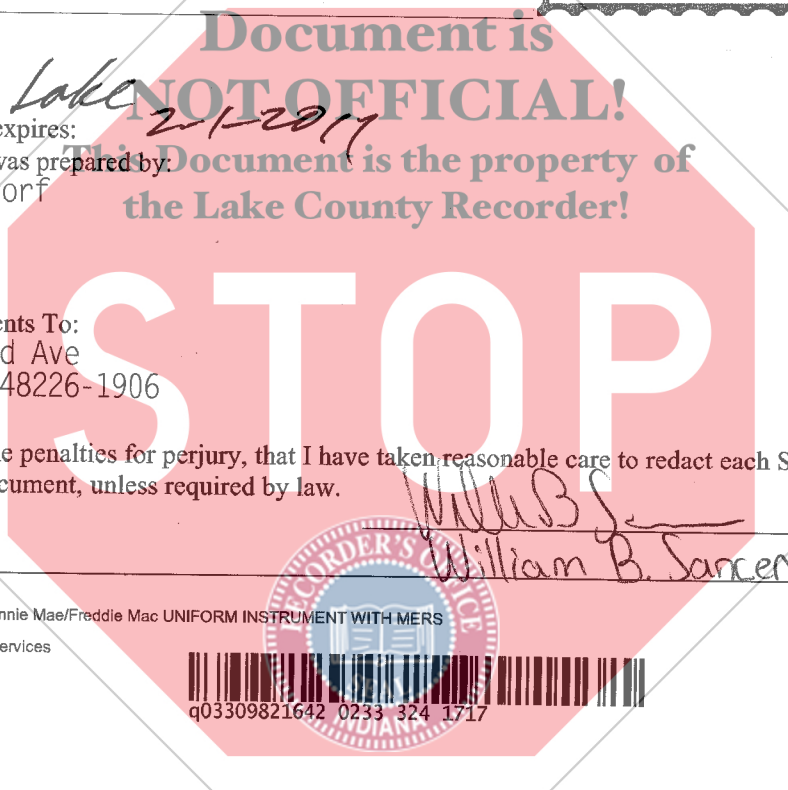 Document is
NOT OFFICIAL!
Lake
expires: 2-1-2017
This Document is the property of
was prepared by:
orf
the Lake County Recorder!
STOP
ents To:
d Ave
48226-1906
e penalties for perjury, that I have taken reasonable care to redact each S
cument, unless required by law.
William B. Sancer
RECORDER'S OFFICE
SEAL
INDIANA
nnie Mae/Freddie Mac UNIFORM INSTRUMENT WITH MERS
ervices
q03309821642 0233 324 1717